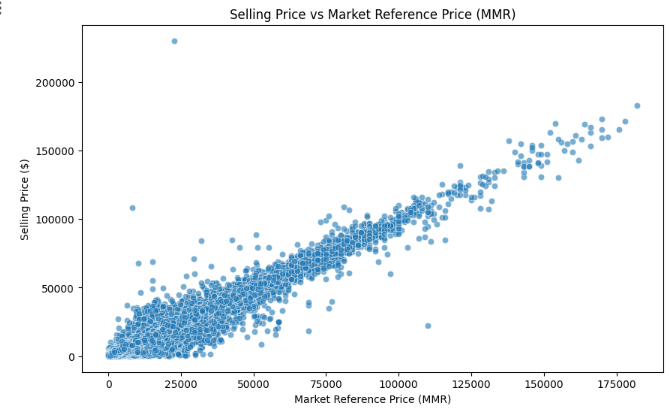 Selling Price vs Market Reference Price (MMR)
Selling Price ($)
200000
150000
100000
50000
0
0 25000 50000 75000 100000 125000 150000 175000
Market Reference Price (MMR)